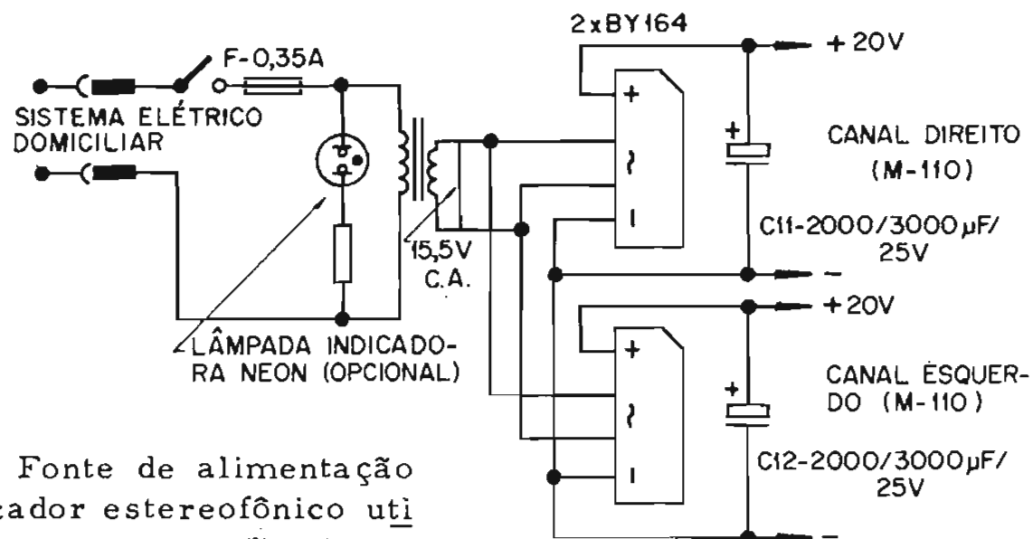 2xBY164
+ 20V
F-0,35A
+
SISTEMA ELÉTRICO
DOMICILIAR
~
+
CANAL DIREITO
(M-110)
15,5V
C.A.
−
C11-2000/3000µF/
25V
−
+20V
LÂMPADA INDICADO-
RA NEON (OPCIONAL)
+
~
+
CANAL ESQUER-
DO (M-110)
−
C12-2000/3000µF/
25V
−
Fonte de alimentação
cador estereofônico uti